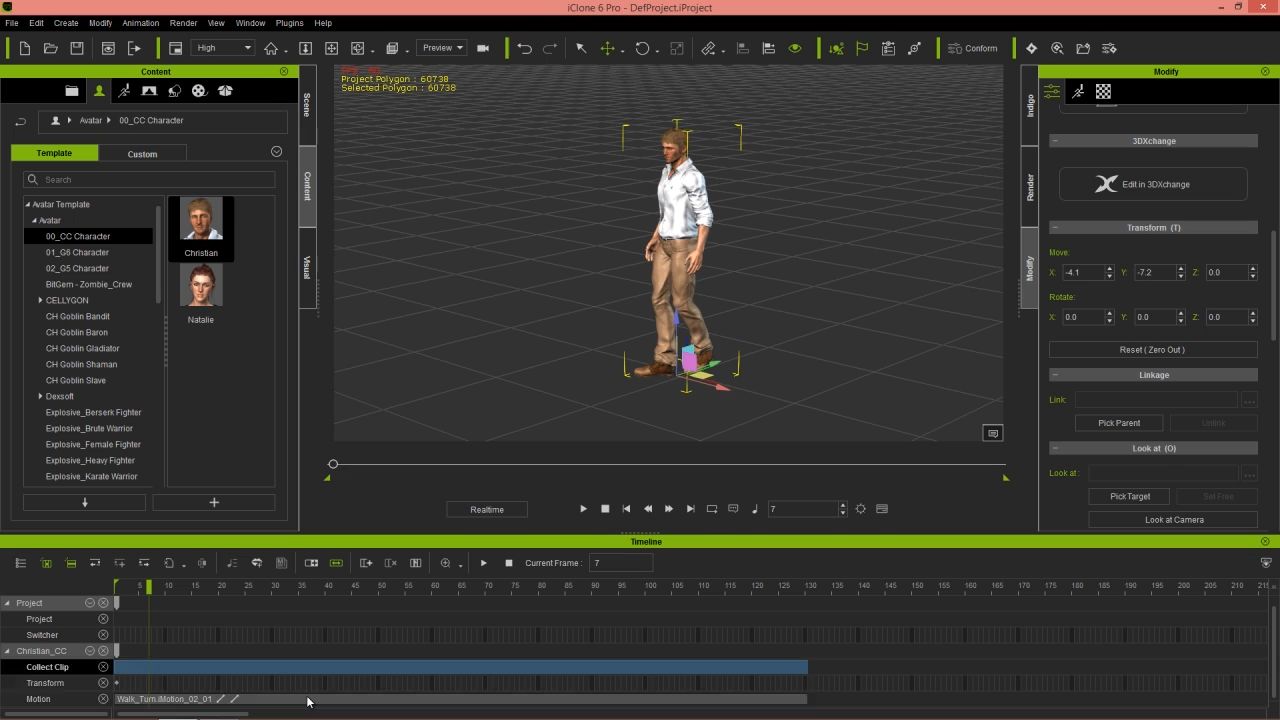 iClone 6 Pro - DefProject.iProject
File Edit Create Modify Animation Render View Window Plugins Help
High Preview Conform
Content
Avatar 00_CC Character
Template Custom
Search
Avatar Template
Avatar
00_CC Character
01_G6 Character
02_G5 Character
BitGem - Zombie_Crew
CELLYGON
CH Goblin Bandit
CH Goblin Baron
CH Goblin Gladiator
CH Goblin Shaman
CH Goblin Slave
Dexsoft
Explosive_Berserk Fighter
Explosive_Brute Warrior
Explosive_Female Fighter
Explosive_Heavy Fighter
Explosive_Karate Warrior
Christian
Natalie
Scene
Content
Visual
Project Polygon : 60738
Selected Polygon : 60738
Realtime 7
Indigo
Render
Modify
Modify
3DXchange
Edit in 3DXchange
Transform (T)
Move:
X: -4.1 Y: -7.2 Z: 0.0
Rotate:
X: 0.0 Y: 0.0 Z: 0.0
Reset ( Zero Out )
Linkage
Link: ...
Pick Parent Unlink
Look at (O)
Look at : ...
Pick Target Set Free
Look at Camera
Timeline
Current Frame : 7
5 10 15 20 25 30 35 40 45 50 55 60 65 70 75 80 85 90 95 100 105 110 115 120 125 130 135 140 145 150 155 160 165 170 175 180 185 190 195 200 205 210 215
Project
Project
Switcher
Christian_CC
Collect Clip
Transform
Motion Walk_Turn.iMotion_02_01